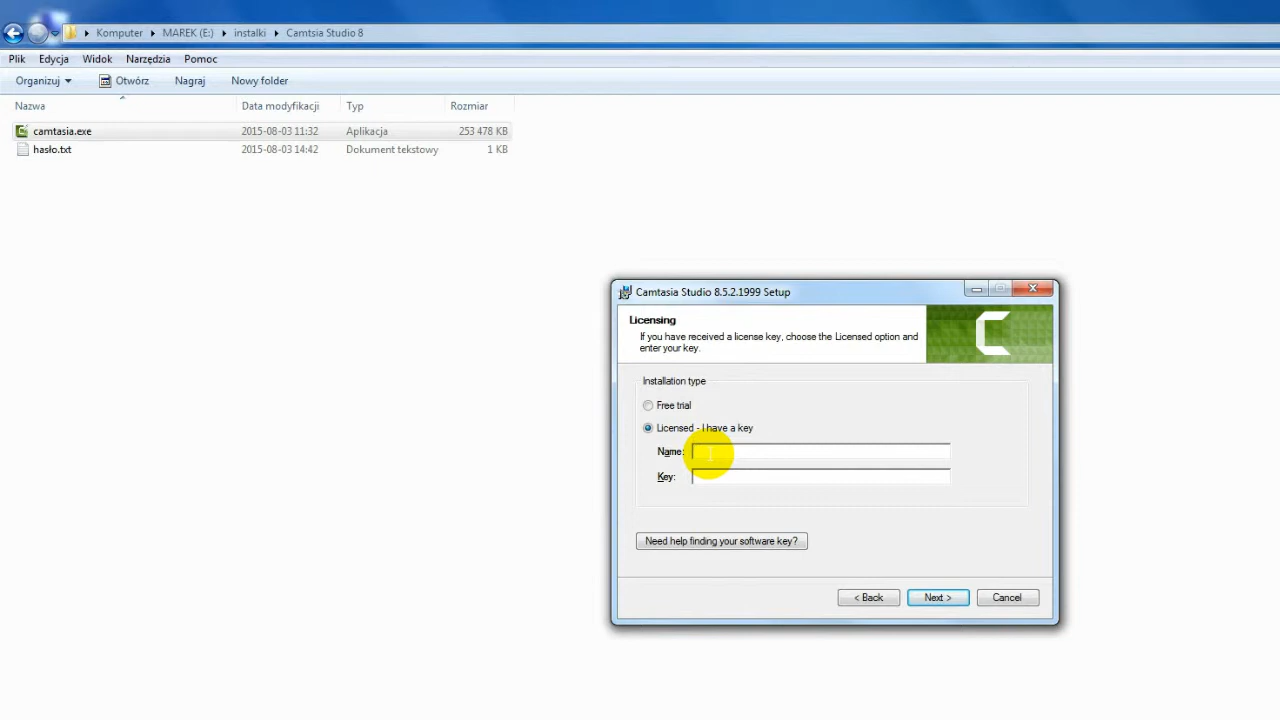 Komputer MAREK (E:) instalki Camtsia Studio 8
Plik Edycja Widok Narzędzia Pomoc
Organizuj Otwórz Nagraj Nowy folder
Nazwa Data modyfikacji Typ Rozmiar
camtasia.exe 2015-08-03 11:32 Aplikacja 253 478 KB
hasło.txt 2015-08-03 14:42 Dokument tekstowy 1 KB
Camtasia Studio 8.5.2.1999 Setup
Licensing
If you have received a license key, choose the Licensed option and
enter your key.
Installation type
Free trial
Licensed - I have a key
Name:
Key:
Need help finding your software key?
< Back Next > Cancel